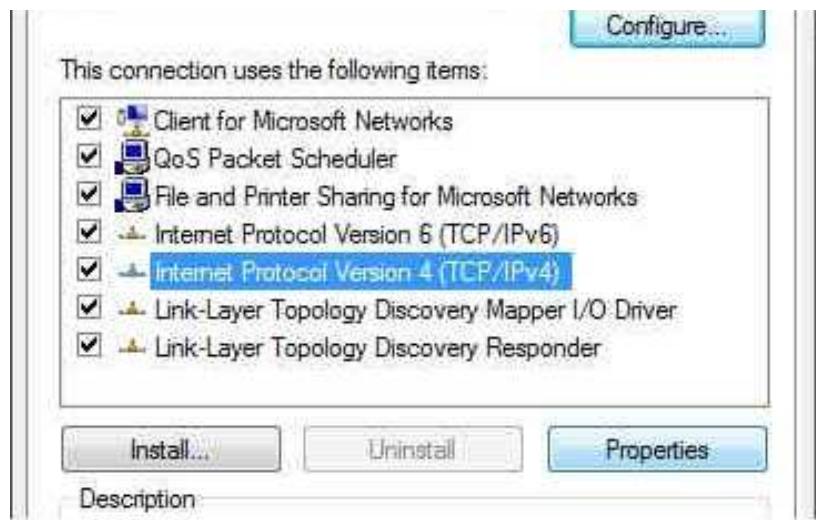 Configure...
This connection uses the following items:
Client for Microsoft Networks
QoS Packet Scheduler
File and Printer Sharing for Microsoft Networks
Internet Protocol Version 6 (TCP/IPv6)
Internet Protocol Version 4 (TCP/IPv4)
Link-Layer Topology Discovery Mapper I/O Driver
Link-Layer Topology Discovery Responder
Install... Uninstall Properties
Description